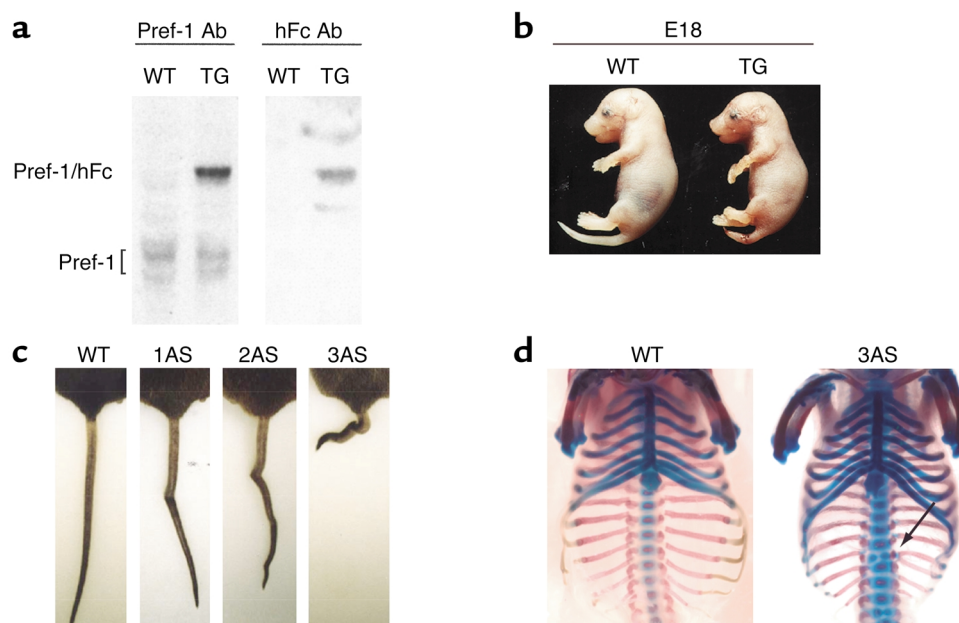 a
Pref-1 Ab hFc Ab
WT TG WT TG
Pref-1/hFc
Pref-1
b
E18
WT TG
c
WT 1AS 2AS 3AS
d
WT 3AS